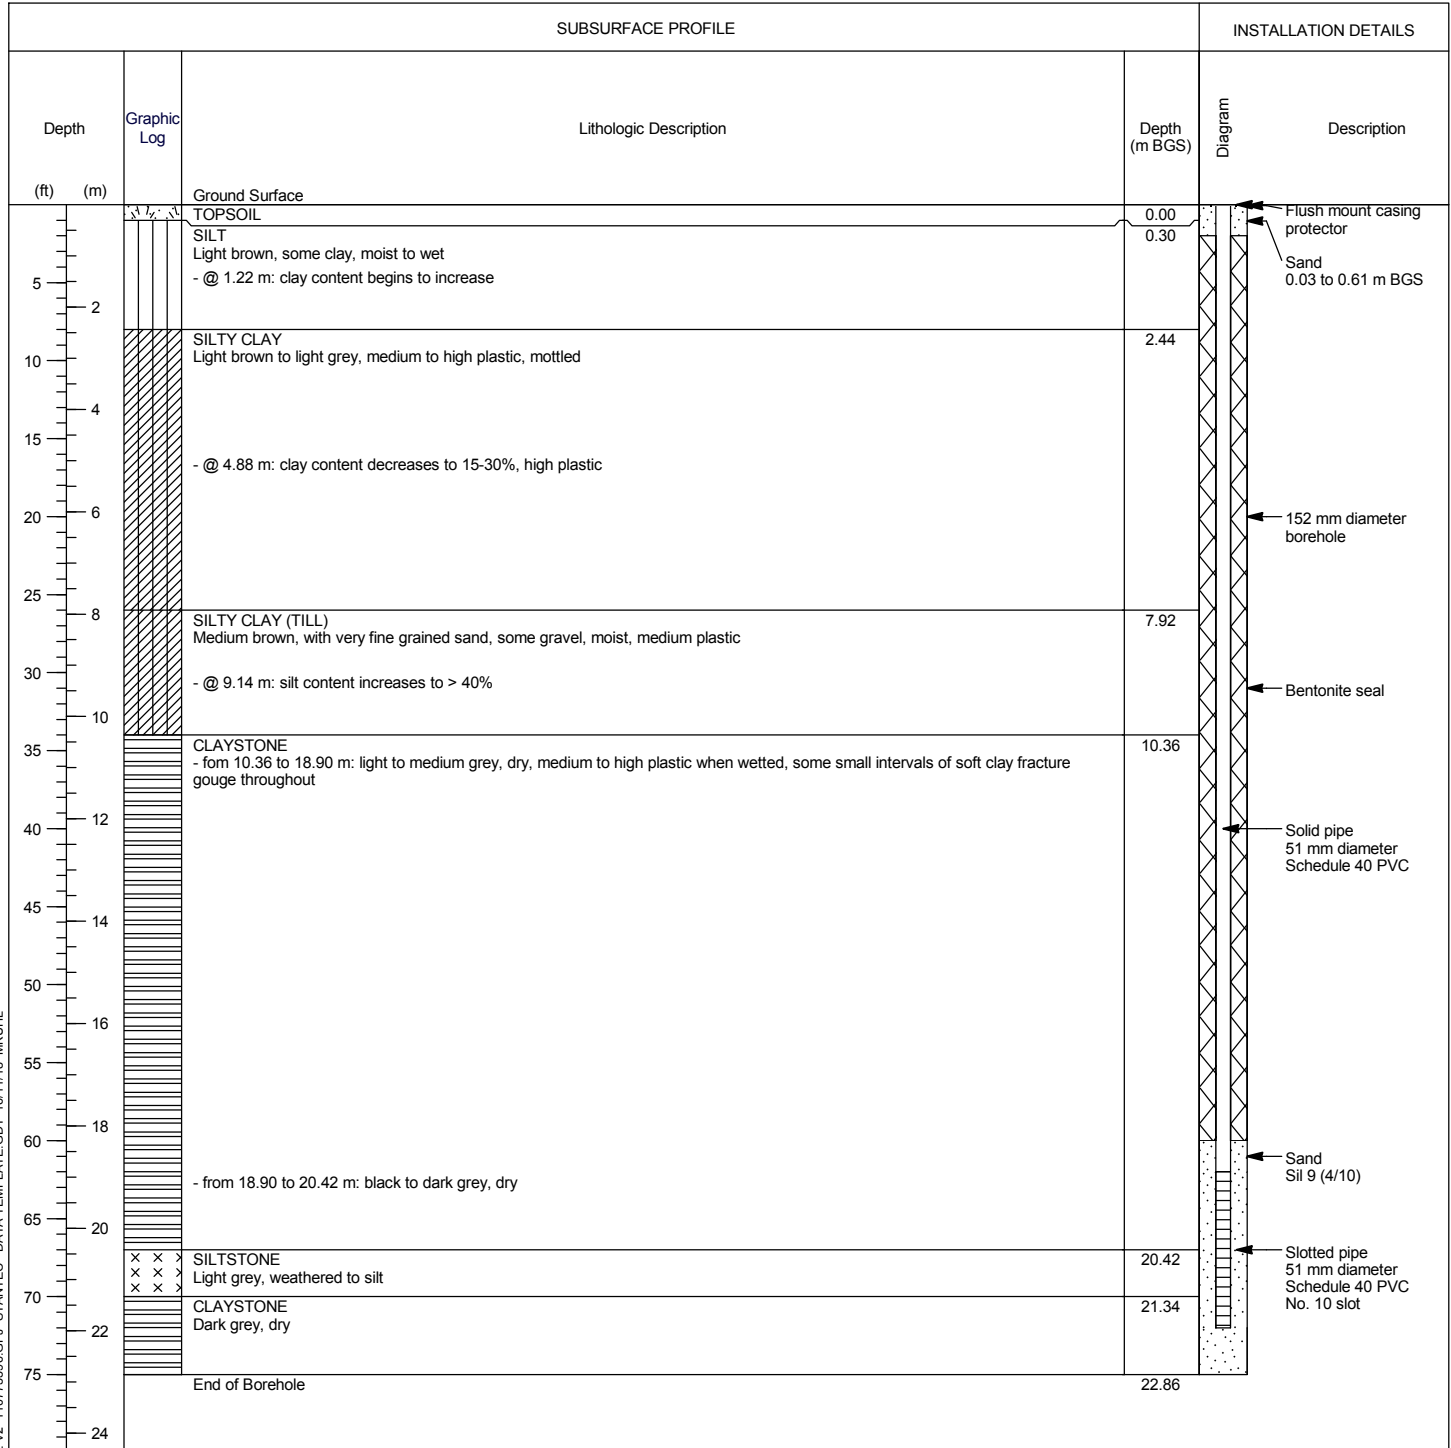 SUBSURFACE PROFILE
INSTALLATION DETAILS
Depth
Graphic
Log
Lithologic Description
Depth
(m BGS)
Diagram
Description
(ft)
(m)
Ground Surface
TOPSOIL
0.00
Flush mount casing
protector
SILT
0.30
Light brown, some clay, moist to wet
Sand
0.03 to 0.61 m BGS
- @ 1.22 m: clay content begins to increase
5
2
SILTY CLAY
2.44
Light brown to light grey, medium to high plastic, mottled
10
4
15
- @ 4.88 m: clay content decreases to 15-30%, high plastic
6
20
152 mm diameter
borehole
25
8
SILTY CLAY (TILL)
7.92
Medium brown, with very fine grained sand, some gravel, moist, medium plastic
30
- @ 9.14 m: silt content increases to > 40%
Bentonite seal
10
35
CLAYSTONE
10.36
- fom 10.36 to 18.90 m: light to medium grey, dry, medium to high plastic when wetted, some small intervals of soft clay fracture
gouge throughout
12
40
Solid pipe
51 mm diameter
Schedule 40 PVC
45
14
50
16
55
18
60
Sand
Sil 9 (4/10)
- from 18.90 to 20.42 m: black to dark grey, dry
65
20
SILTSTONE
20.42
Light grey, weathered to silt
Slotted pipe
51 mm diameter
Schedule 40 PVC
No. 10 slot
70
CLAYSTONE
21.34
Dark grey, dry
22
75
End of Borehole
22.86
24